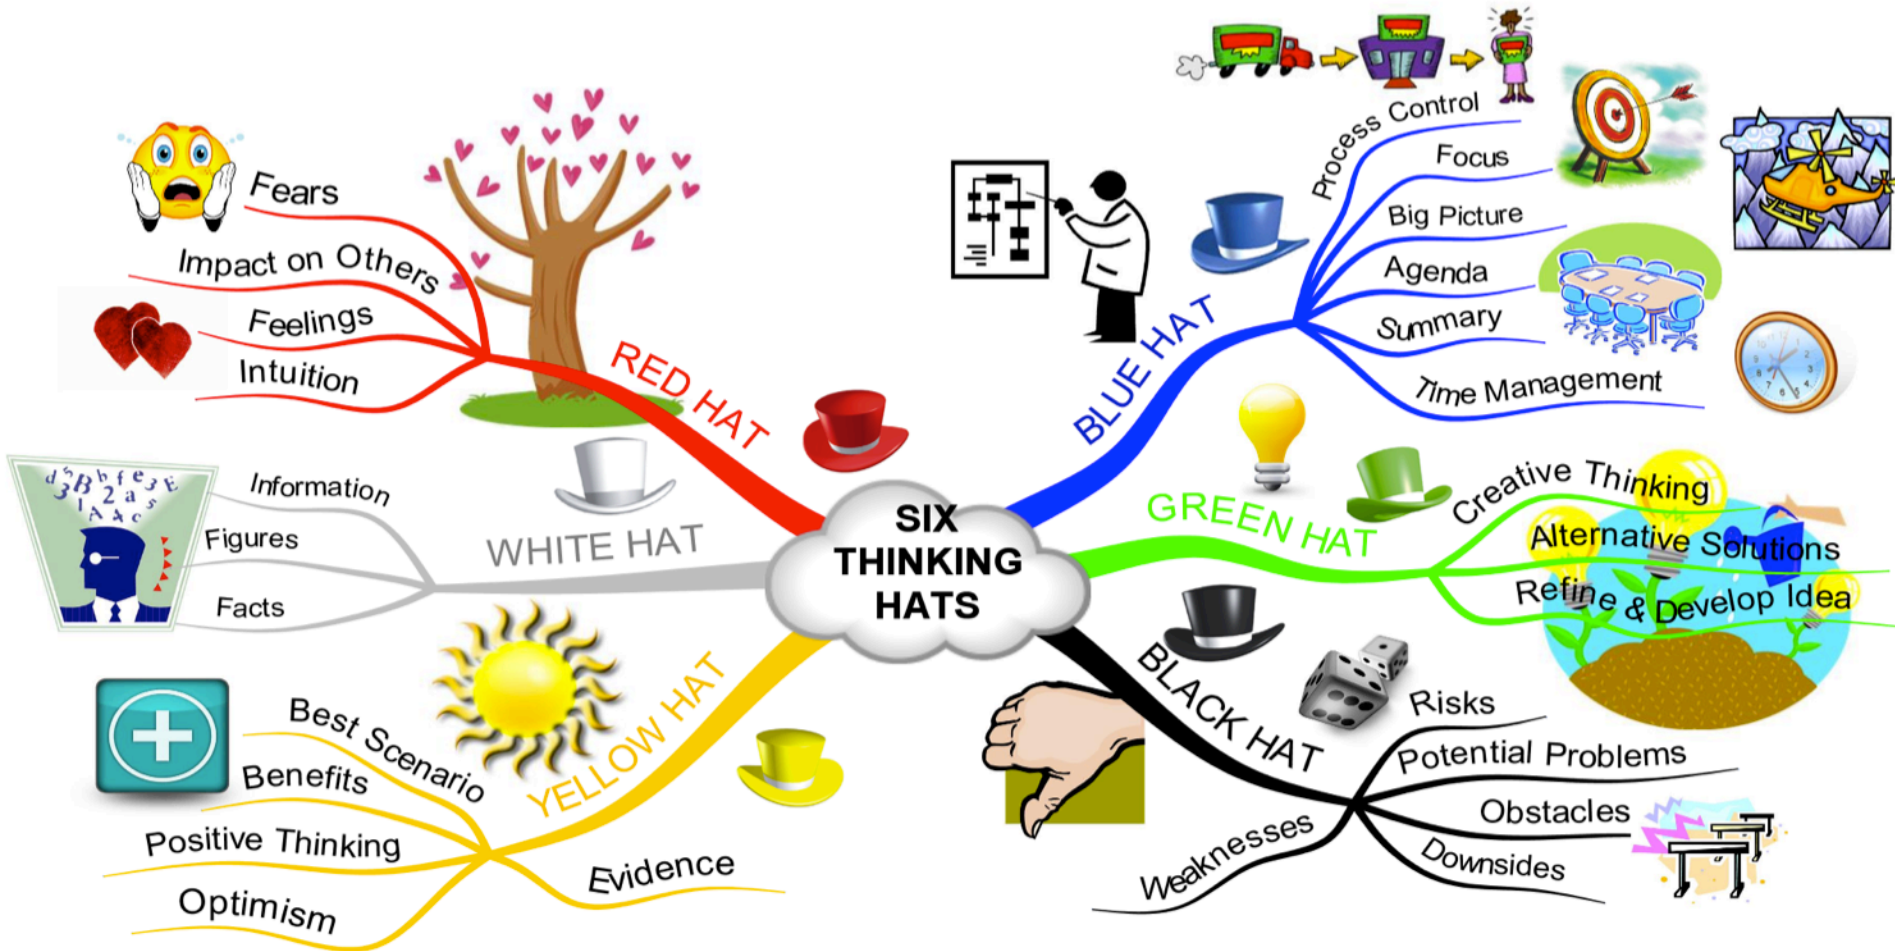 SIX
THINKING
HATS
BLUE HAT
Process Control
Focus
Big Picture
Agenda
Summary
Time Management
GREEN HAT
Creative Thinking
Alternative Solutions
Refine & Develop Idea
BLACK HAT
Risks
Potential Problems
Obstacles
Downsides
Weaknesses
YELLOW HAT
Best Scenario
Benefits
Positive Thinking
Optimism
Evidence
WHITE HAT
Information
Figures
Facts
RED HAT
Fears
Impact on Others
Feelings
Intuition